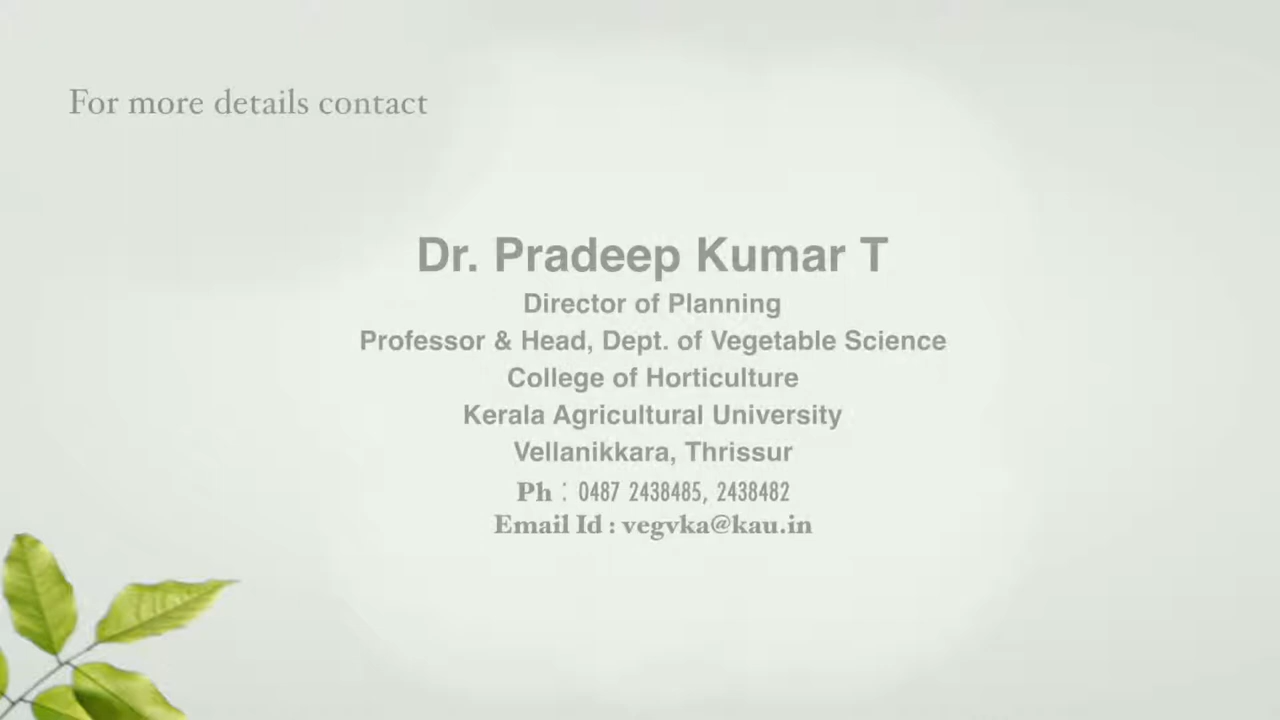 For more details contact
Dr. Pradeep Kumar T
Director of Planning
Professor & Head, Dept. of Vegetable Science
College of Horticulture
Kerala Agricultural University
Vellanikkara, Thrissur
Ph : 0487 2438485, 2438482
Email Id : vegvka@kau.in